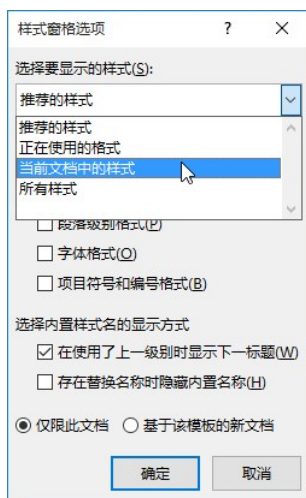 样式窗格选项 ?
选择要显示的样式(S):
推荐的样式
推荐的样式
正在使用的格式
当前文档中的样式
所有样式
段落级别格式(P)
字体格式(O)
项目符号和编号格式(B)
选择内置样式名的显示方式
在使用了上一级别时显示下一标题(W)
存在替换名称时隐藏内置名称(H)
仅限此文档 基于该模板的新文档
确定 取消